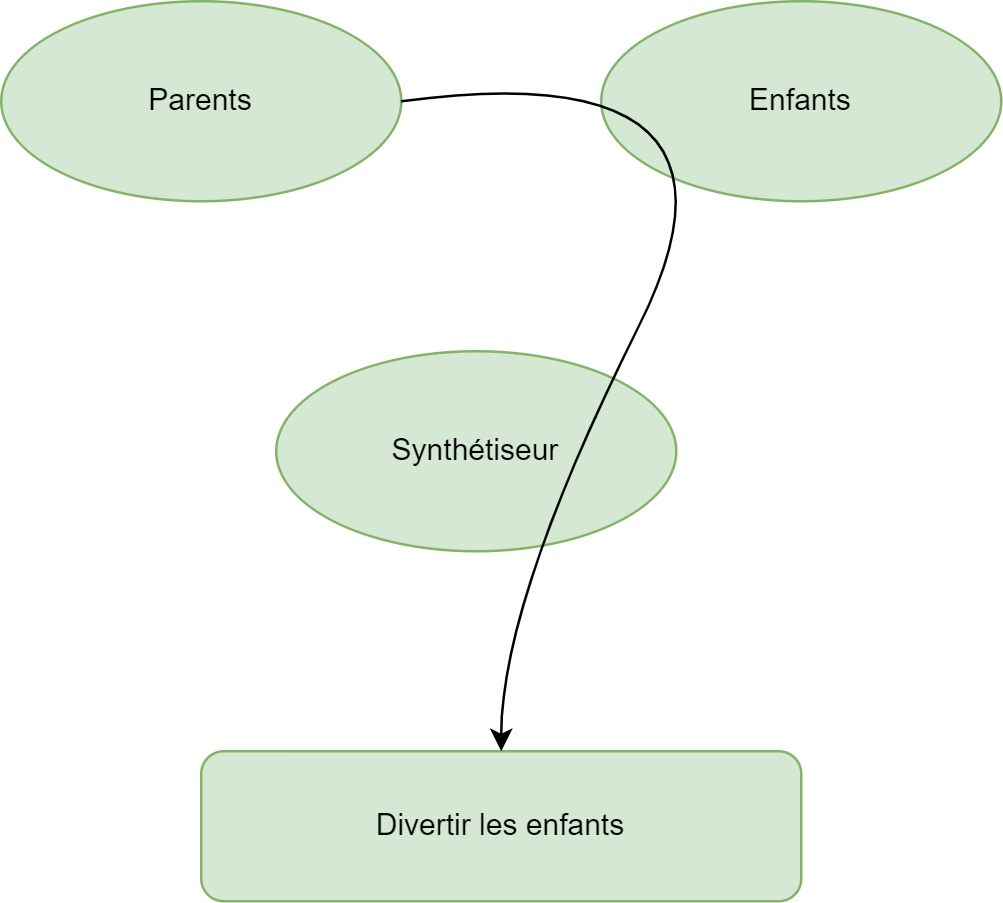 Parents
Enfants
Synthétiseur
Divertir les enfants